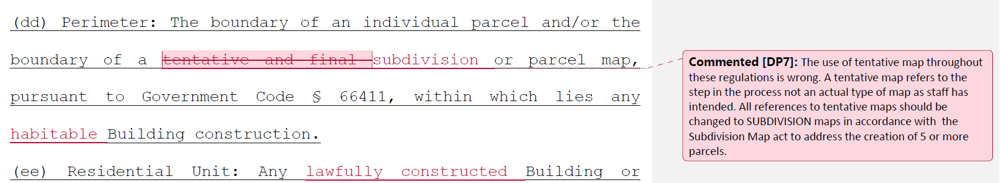 (dd) Perimeter: The boundary of an individual parcel and/or the
boundary of a tentative and final subdivision or parcel map,
pursuant to Government Code § 66411, within which lies any
habitable Building construction.
(ee) Residential Unit: Any lawfully constructed Building or
Commented [DP7]: The use of tentative map throughout
these regulations is wrong. A tentative map refers to the
step in the process not an actual type of map as staff has
intended. All references to tentative maps should be
changed to SUBDIVISION maps in accordance with the
Subdivision Map act to address the creation of 5 or more
parcels.